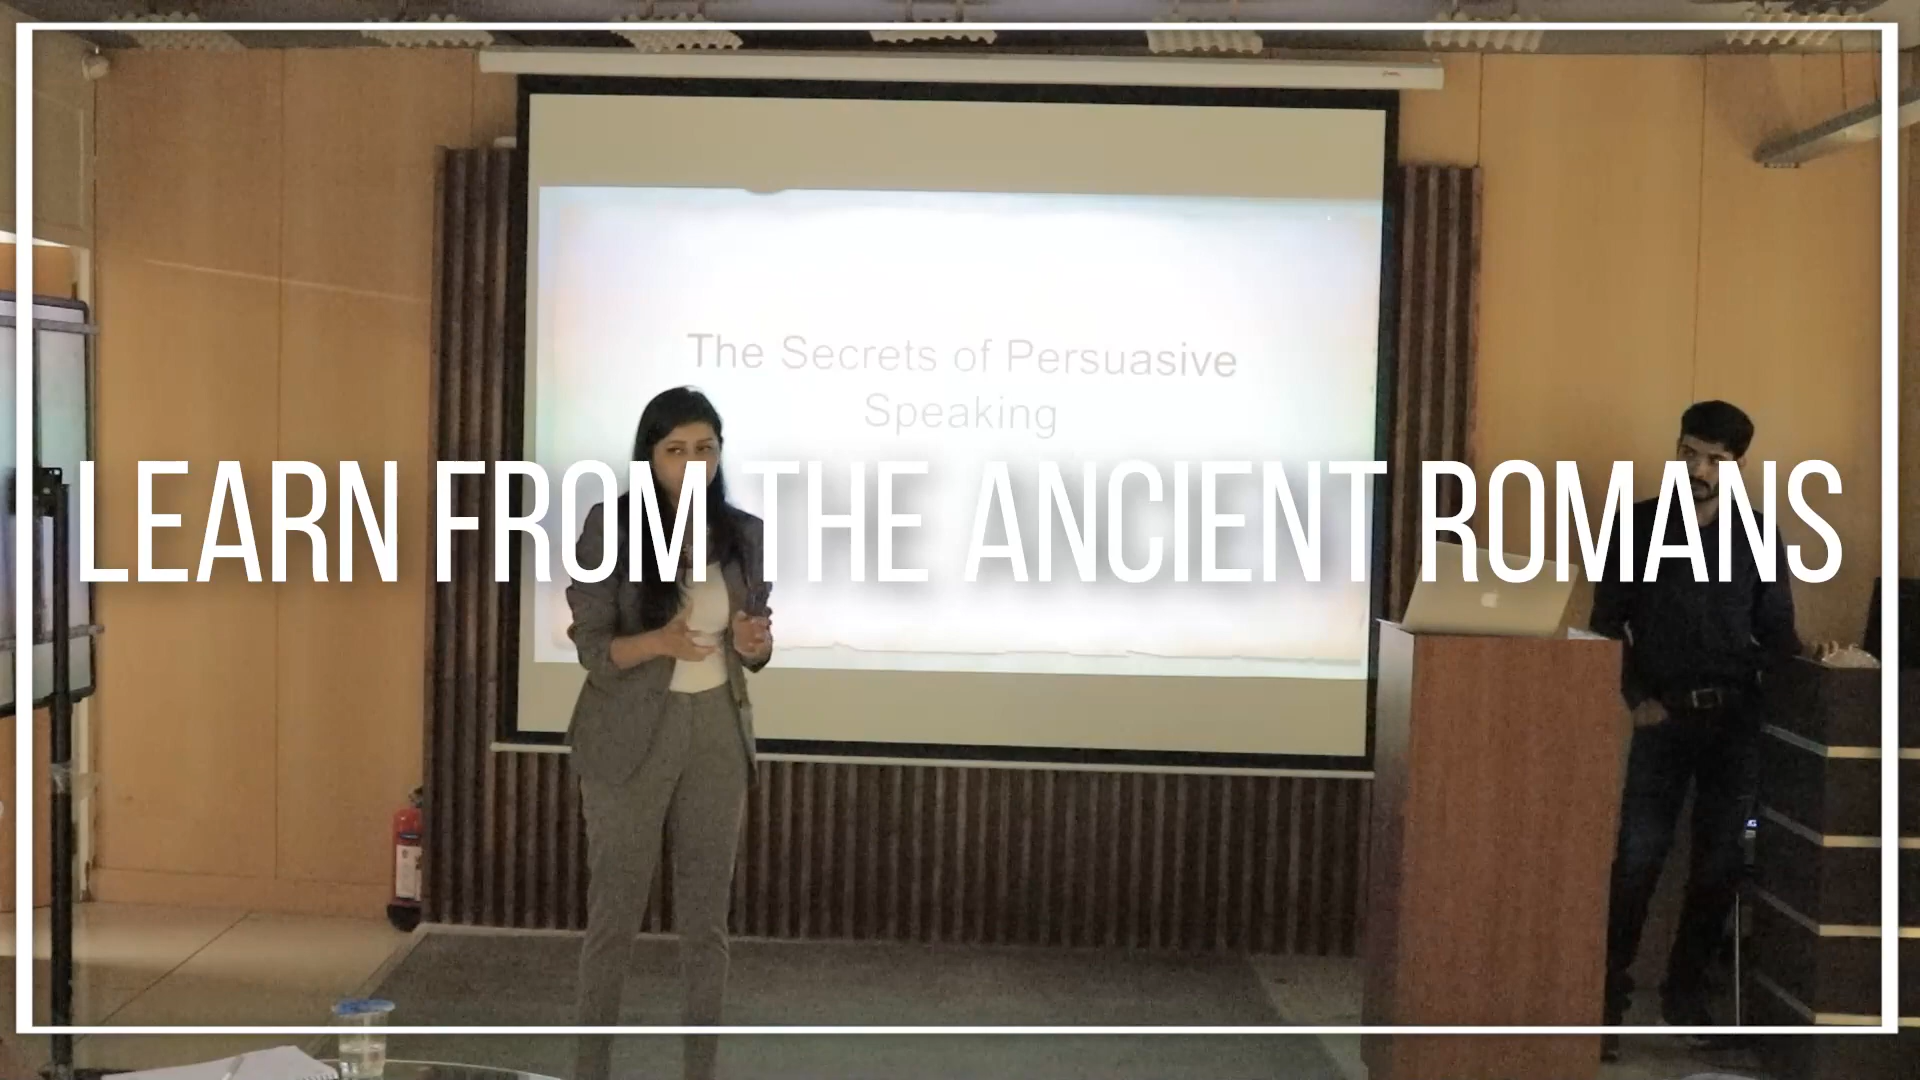 The Secrets of Persuasive
Speaking
LEARN FROM THE ANCIENT ROMANS